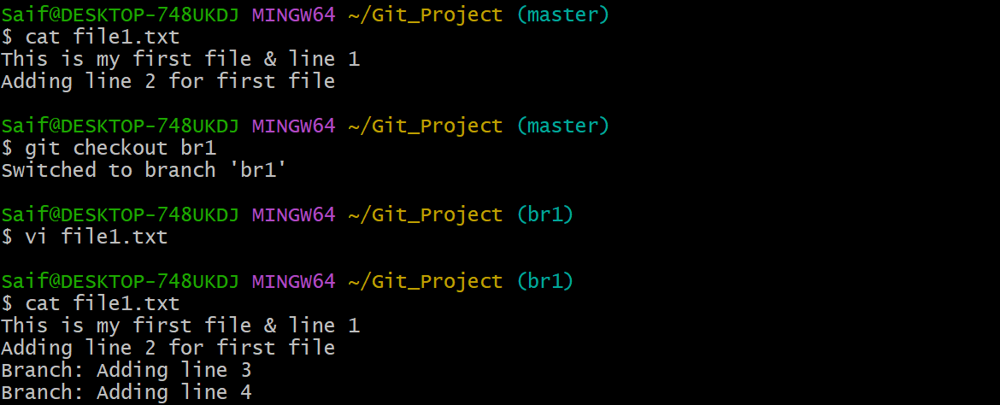 Saif@DESKTOP-748UKDJ MINGW64 ~/Git_Project (master)
$ cat file1.txt
This is my first file & line 1
Adding line 2 for first file
Saif@DESKTOP-748UKDJ MINGW64 ~/Git_Project (master)
$ git checkout br1
Switched to branch 'br1'
Saif@DESKTOP-748UKDJ MINGW64 ~/Git_Project (br1)
$ vi file1.txt
Saif@DESKTOP-748UKDJ MINGW64 ~/Git_Project (br1)
$ cat file1.txt
This is my first file & line 1
Adding line 2 for first file
Branch: Adding line 3
Branch: Adding line 4